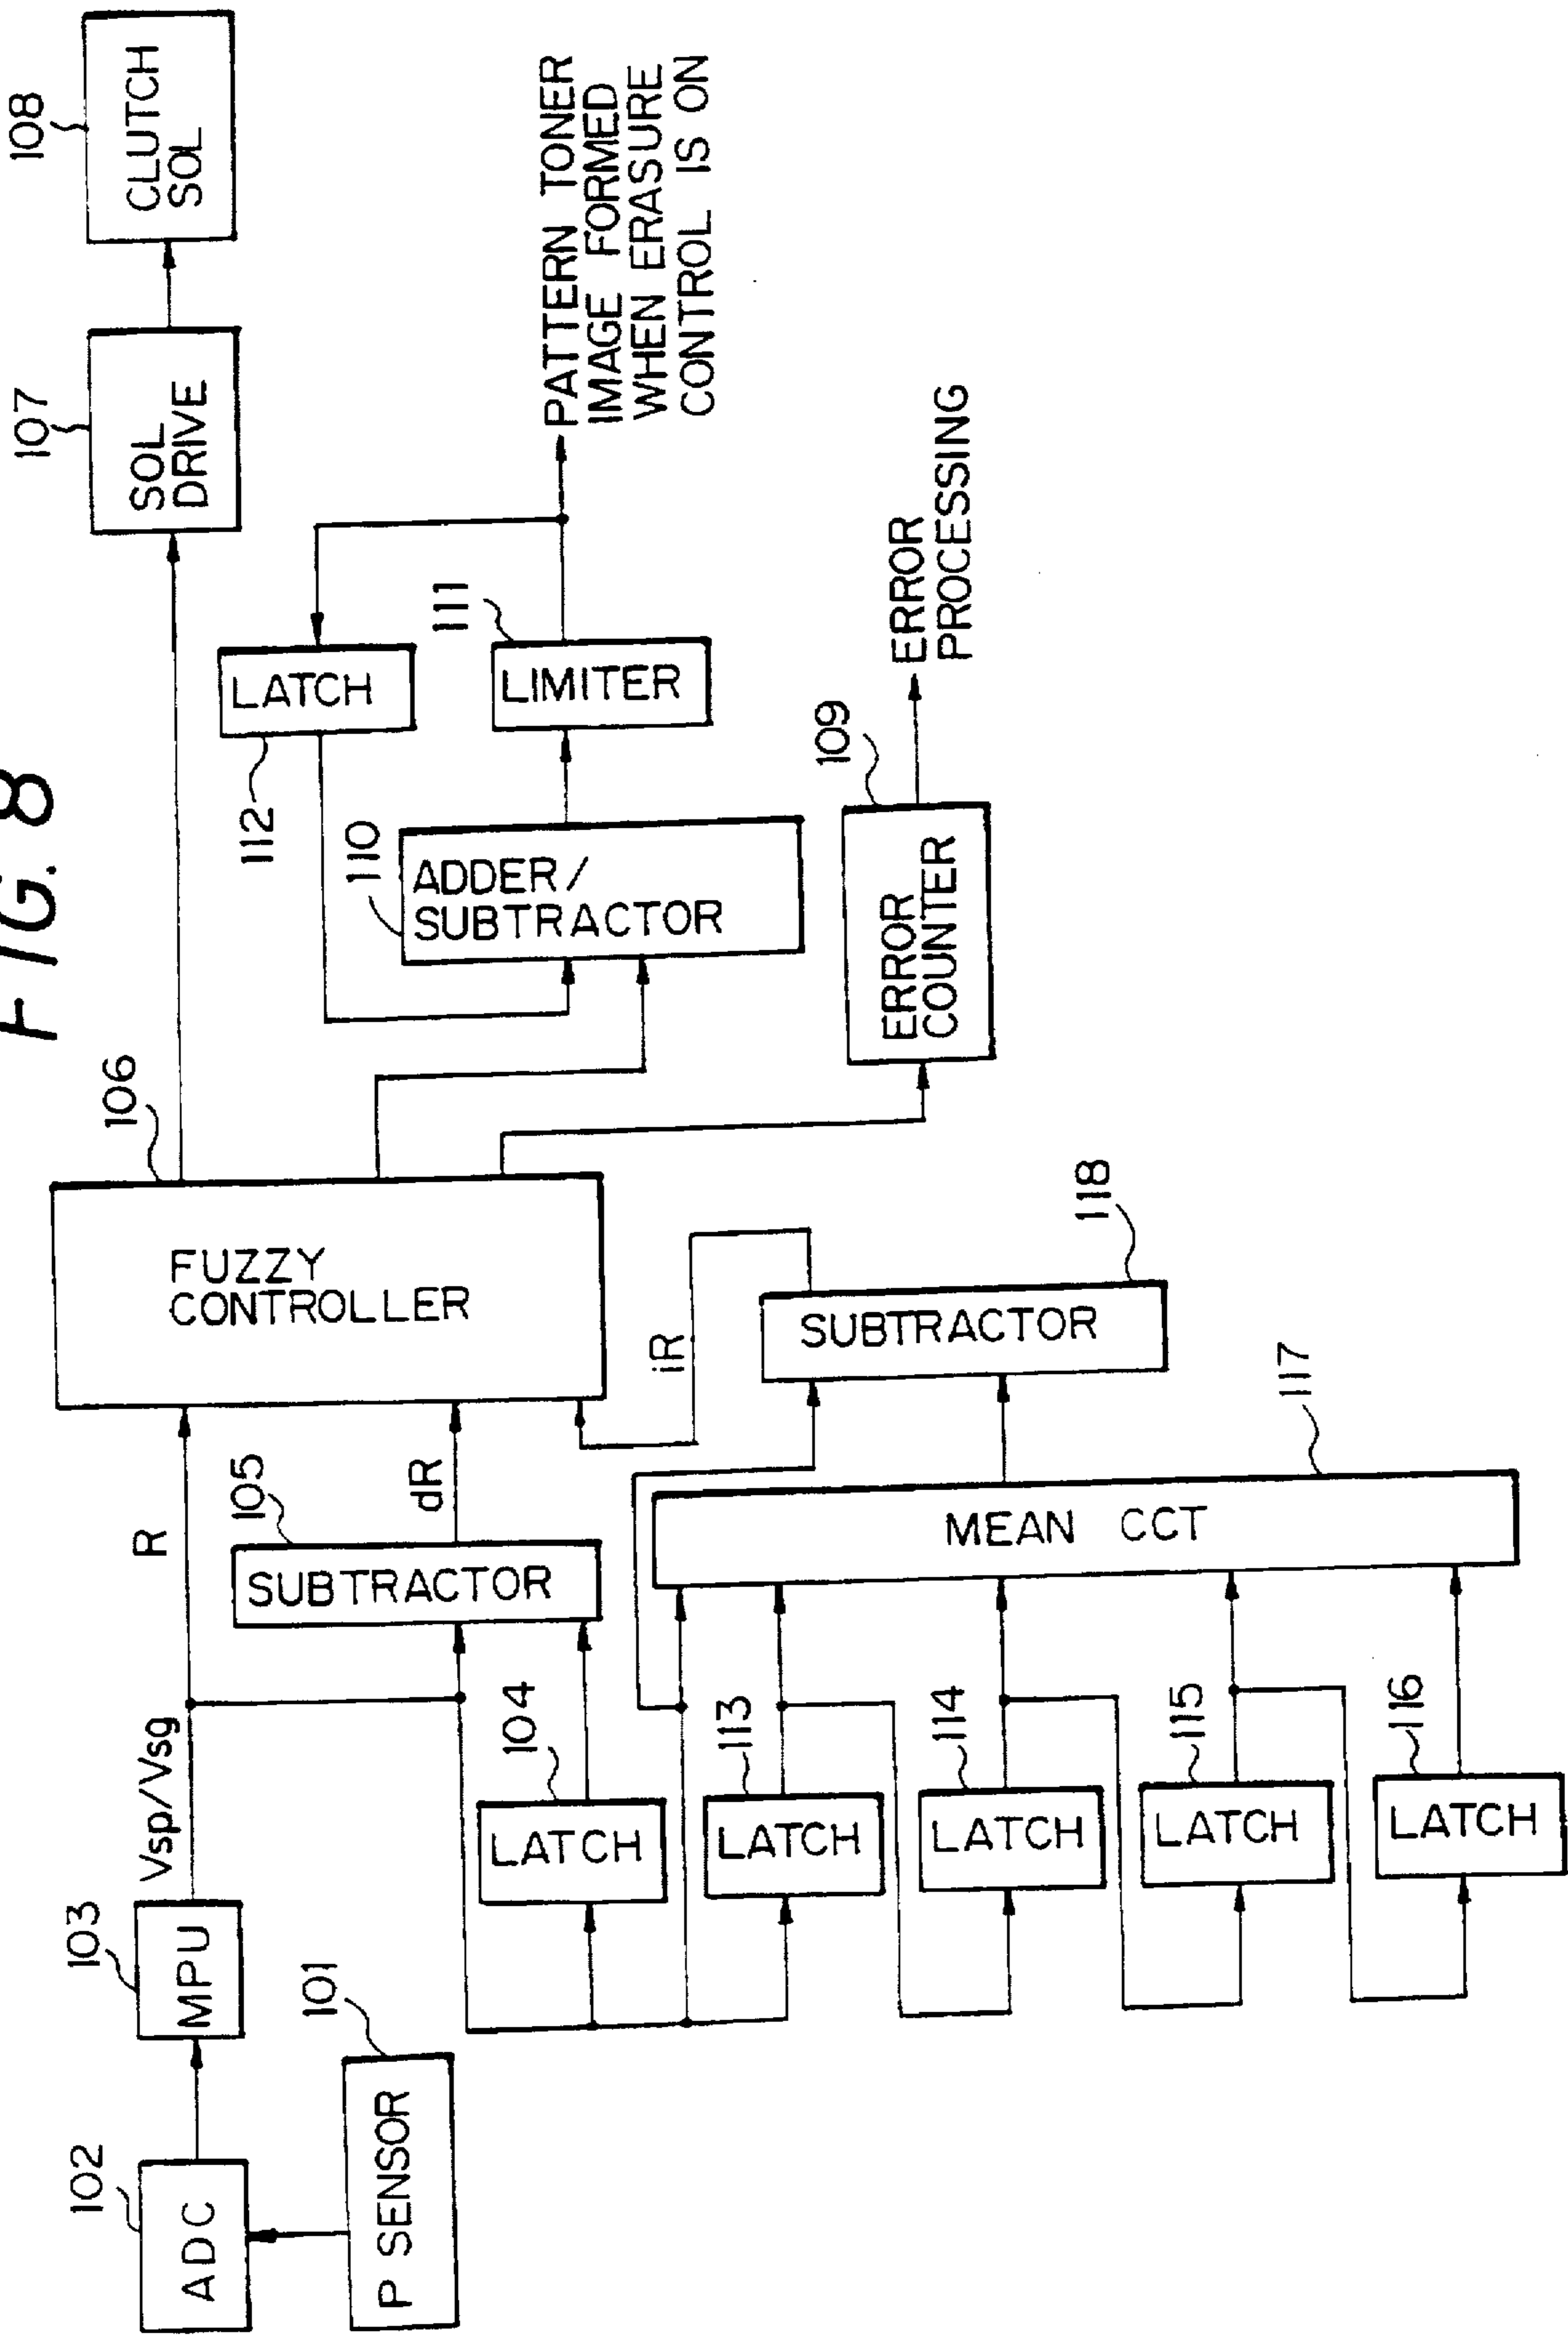 FIG. 8
102
ADC
103
MPU
101
P SENSOR
Vsp/Vsg
R
105
SUBTRACTOR
dR
104
LATCH
106
FUZZY
CONTROLLER
107
SOL
DRIVE
108
CLUTCH
SOL
112
LATCH
110
ADDER/
SUBTRACTOR
111
LIMITER
PATTERN TONER
IMAGE FORMED
WHEN ERASURE
CONTROL IS ON
109
ERROR
COUNTER
ERROR
PROCESSING
iR
118
SUBTRACTOR
117
MEAN CCT
113
LATCH
114
LATCH
115
LATCH
116
LATCH